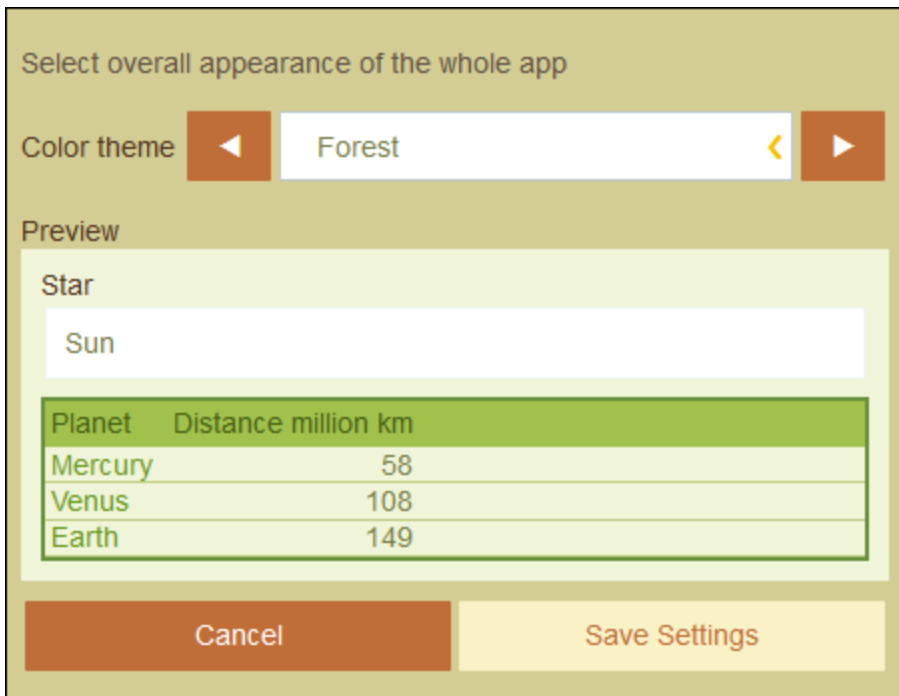 Select overall appearance of the whole app
Color theme Forest
Preview
Star
Sun
Planet Distance million km
Mercury 58
Venus 108
Earth 149
Cancel Save Settings